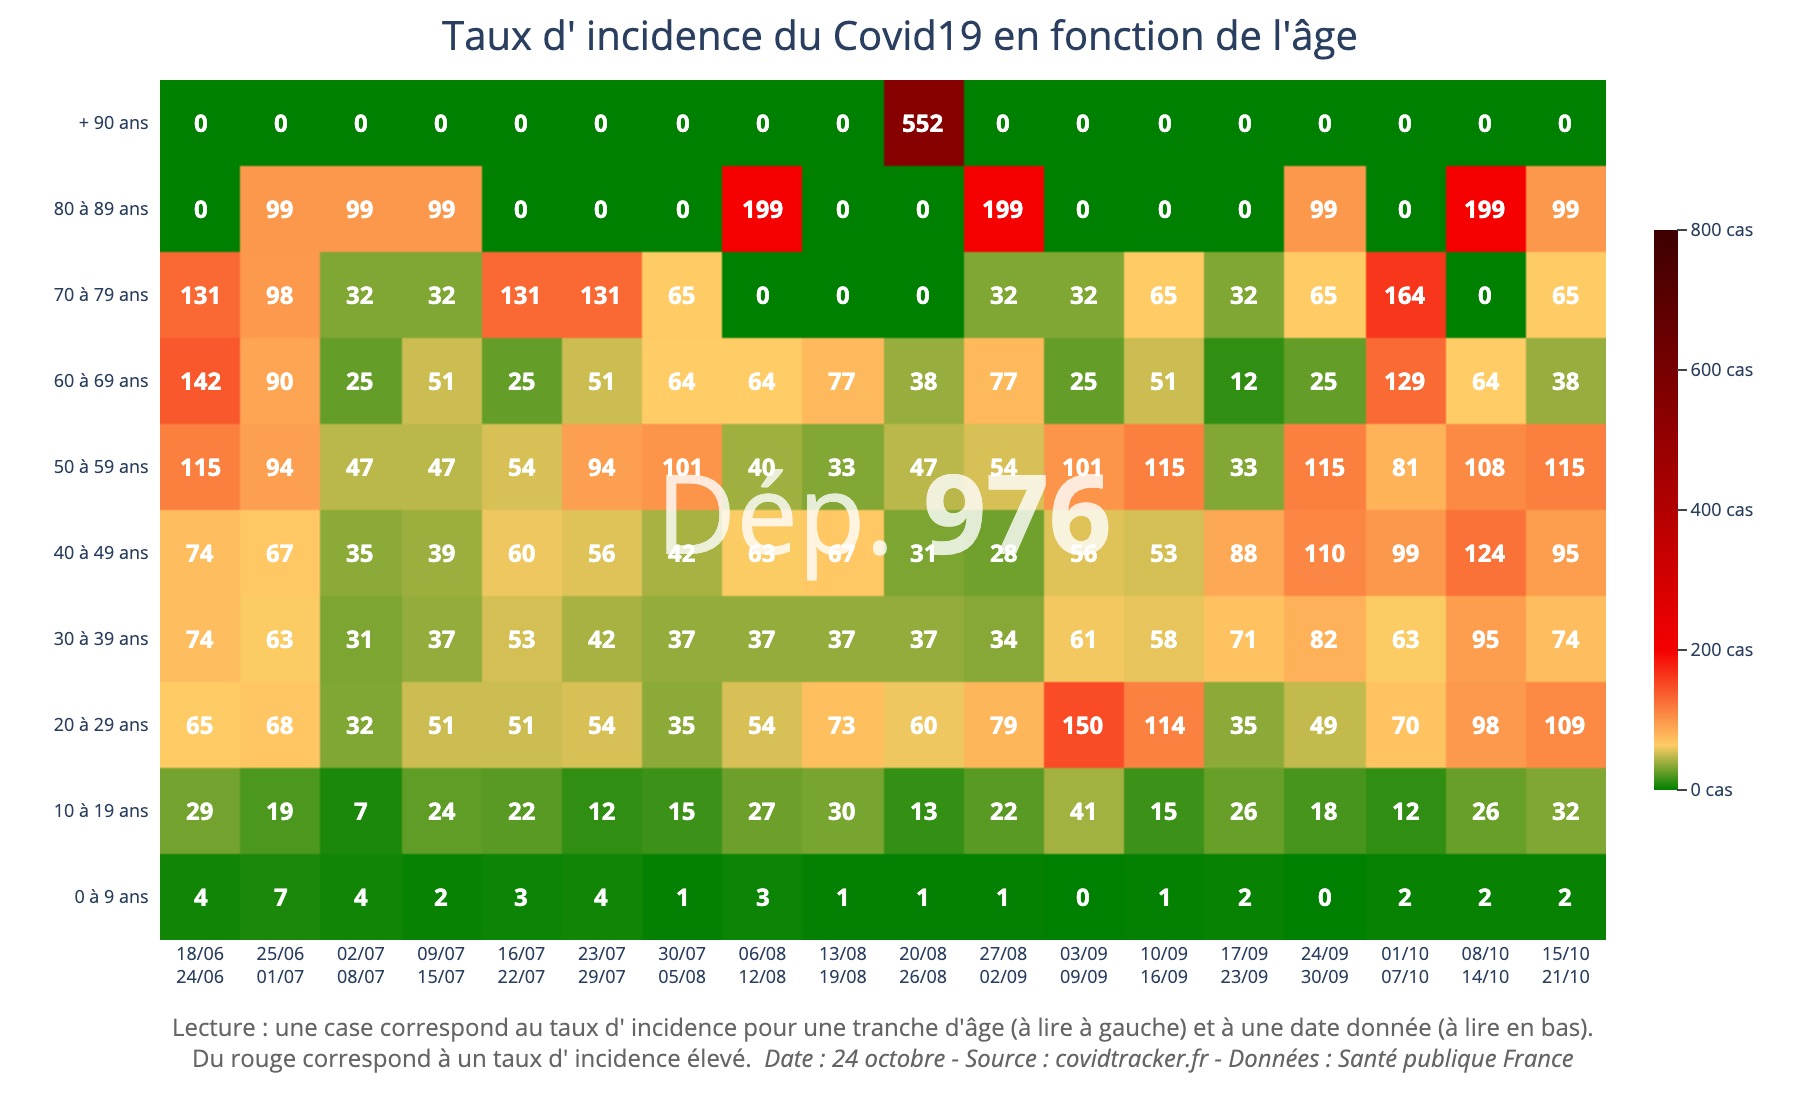 Taux d' incidence du Covid19 en fonction de l'âge
+ 90 ans 0 0 0 0 0 0 0 0 0 552 0 0 0 0 0 0 0 0
80 à 89 ans 0 99 99 99 0 0 0 199 0 0 199 0 0 0 99 0 199 99
70 à 79 ans 131 98 32 32 131 131 65 0 0 0 32 32 65 32 65 164 0 65
60 à 69 ans 142 90 25 51 25 51 64 64 77 38 77 25 51 12 25 129 64 38
50 à 59 ans 115 94 47 47 54 94 101 40 33 47 54 101 115 33 115 81 108 115
Dép. 976
40 à 49 ans 74 67 35 39 60 56 42 63 67 31 28 56 53 88 110 99 124 95
30 à 39 ans 74 63 31 37 53 42 37 37 37 37 34 61 58 71 82 63 95 74
20 à 29 ans 65 68 32 51 51 54 35 54 73 60 79 150 114 35 49 70 98 109
10 à 19 ans 29 19 7 24 22 12 15 27 30 13 22 41 15 26 18 12 26 32
0 à 9 ans 4 7 4 2 3 4 1 3 1 1 1 0 1 2 0 2 2 2
18/06 25/06 02/07 09/07 16/07 23/07 30/07 06/08 13/08 20/08 27/08 03/09 10/09 17/09 24/09 01/10 08/10 15/10
24/06 01/07 08/07 15/07 22/07 29/07 05/08 12/08 19/08 26/08 02/09 09/09 16/09 23/09 30/09 07/10 14/10 21/10
800 cas
600 cas
400 cas
200 cas
0 cas
Lecture : une case correspond au taux d' incidence pour une tranche d'âge (à lire à gauche) et à une date donnée (à lire en bas).
Du rouge correspond à un taux d' incidence élevé. Date : 24 octobre - Source : covidtracker.fr - Données : Santé publique France